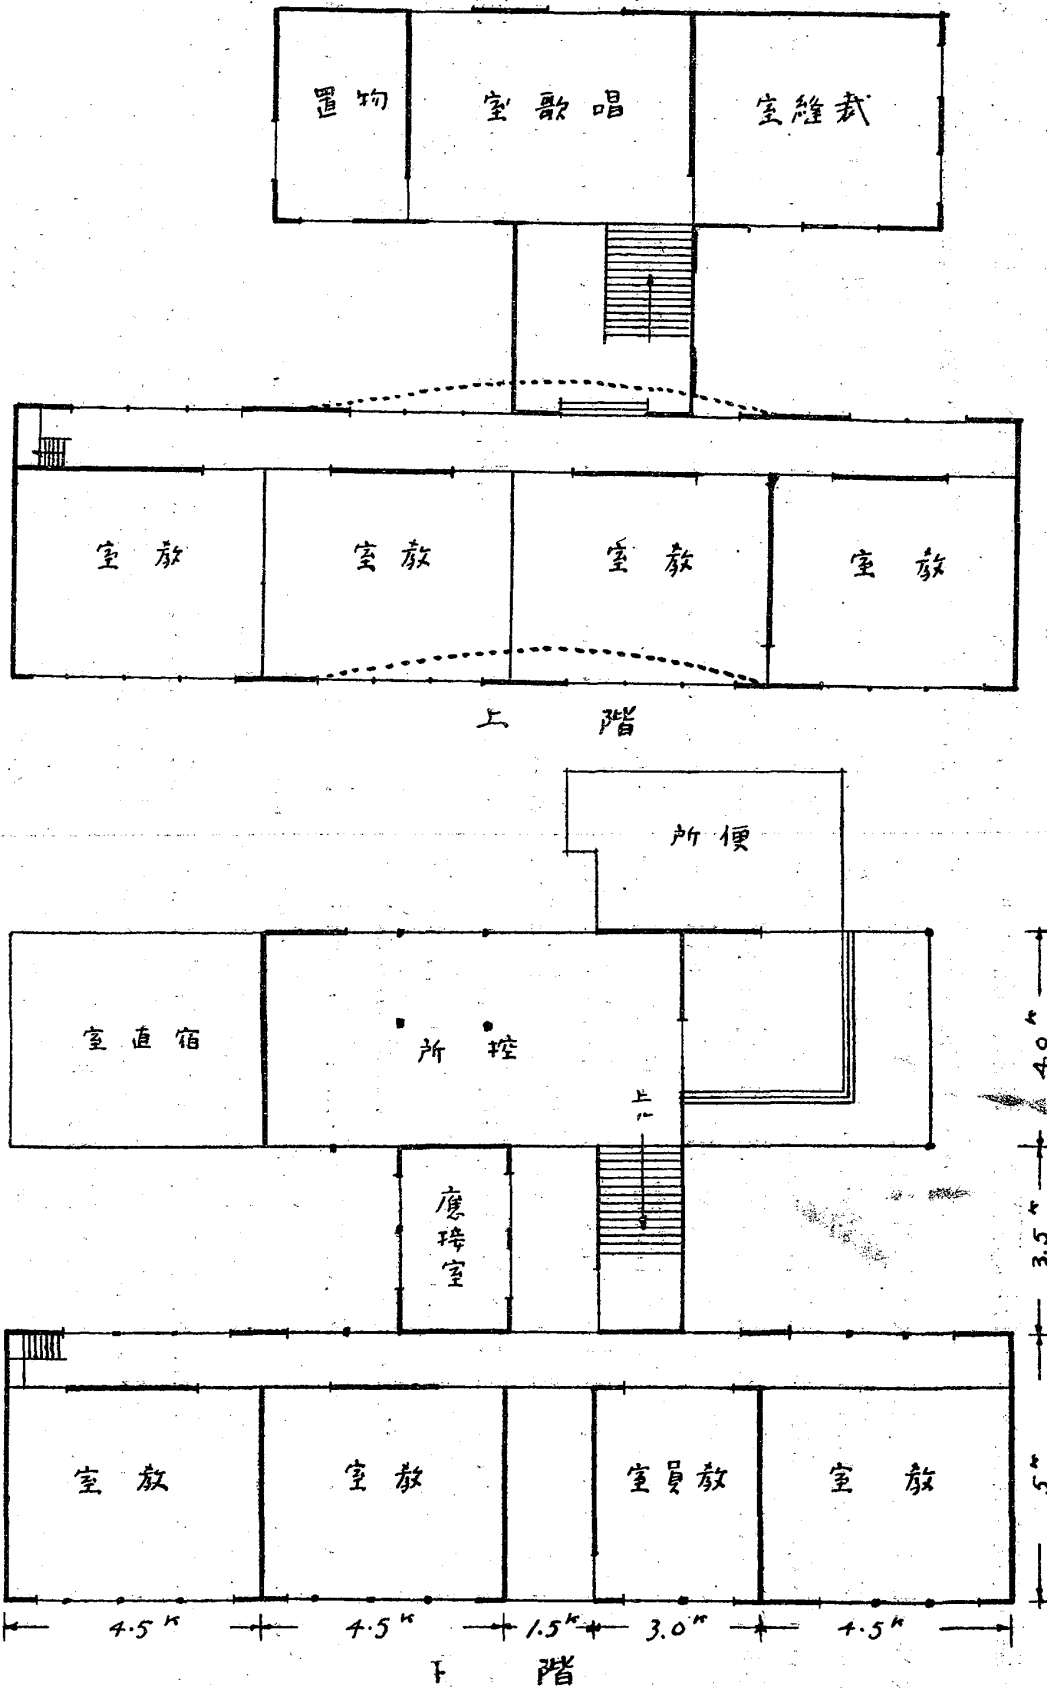 物置
唱歌室
裁縫室
教室
教室
教室
教室
上階
便所
宿直室
控所
上ル
4.0ᴷ
應接室
3.5ᴷ
教室
教室
教員室
教室
5ᴷ
4.5ᴷ
4.5ᴷ
1.5ᴷ
3.0ᴷ
4.5ᴷ
下階